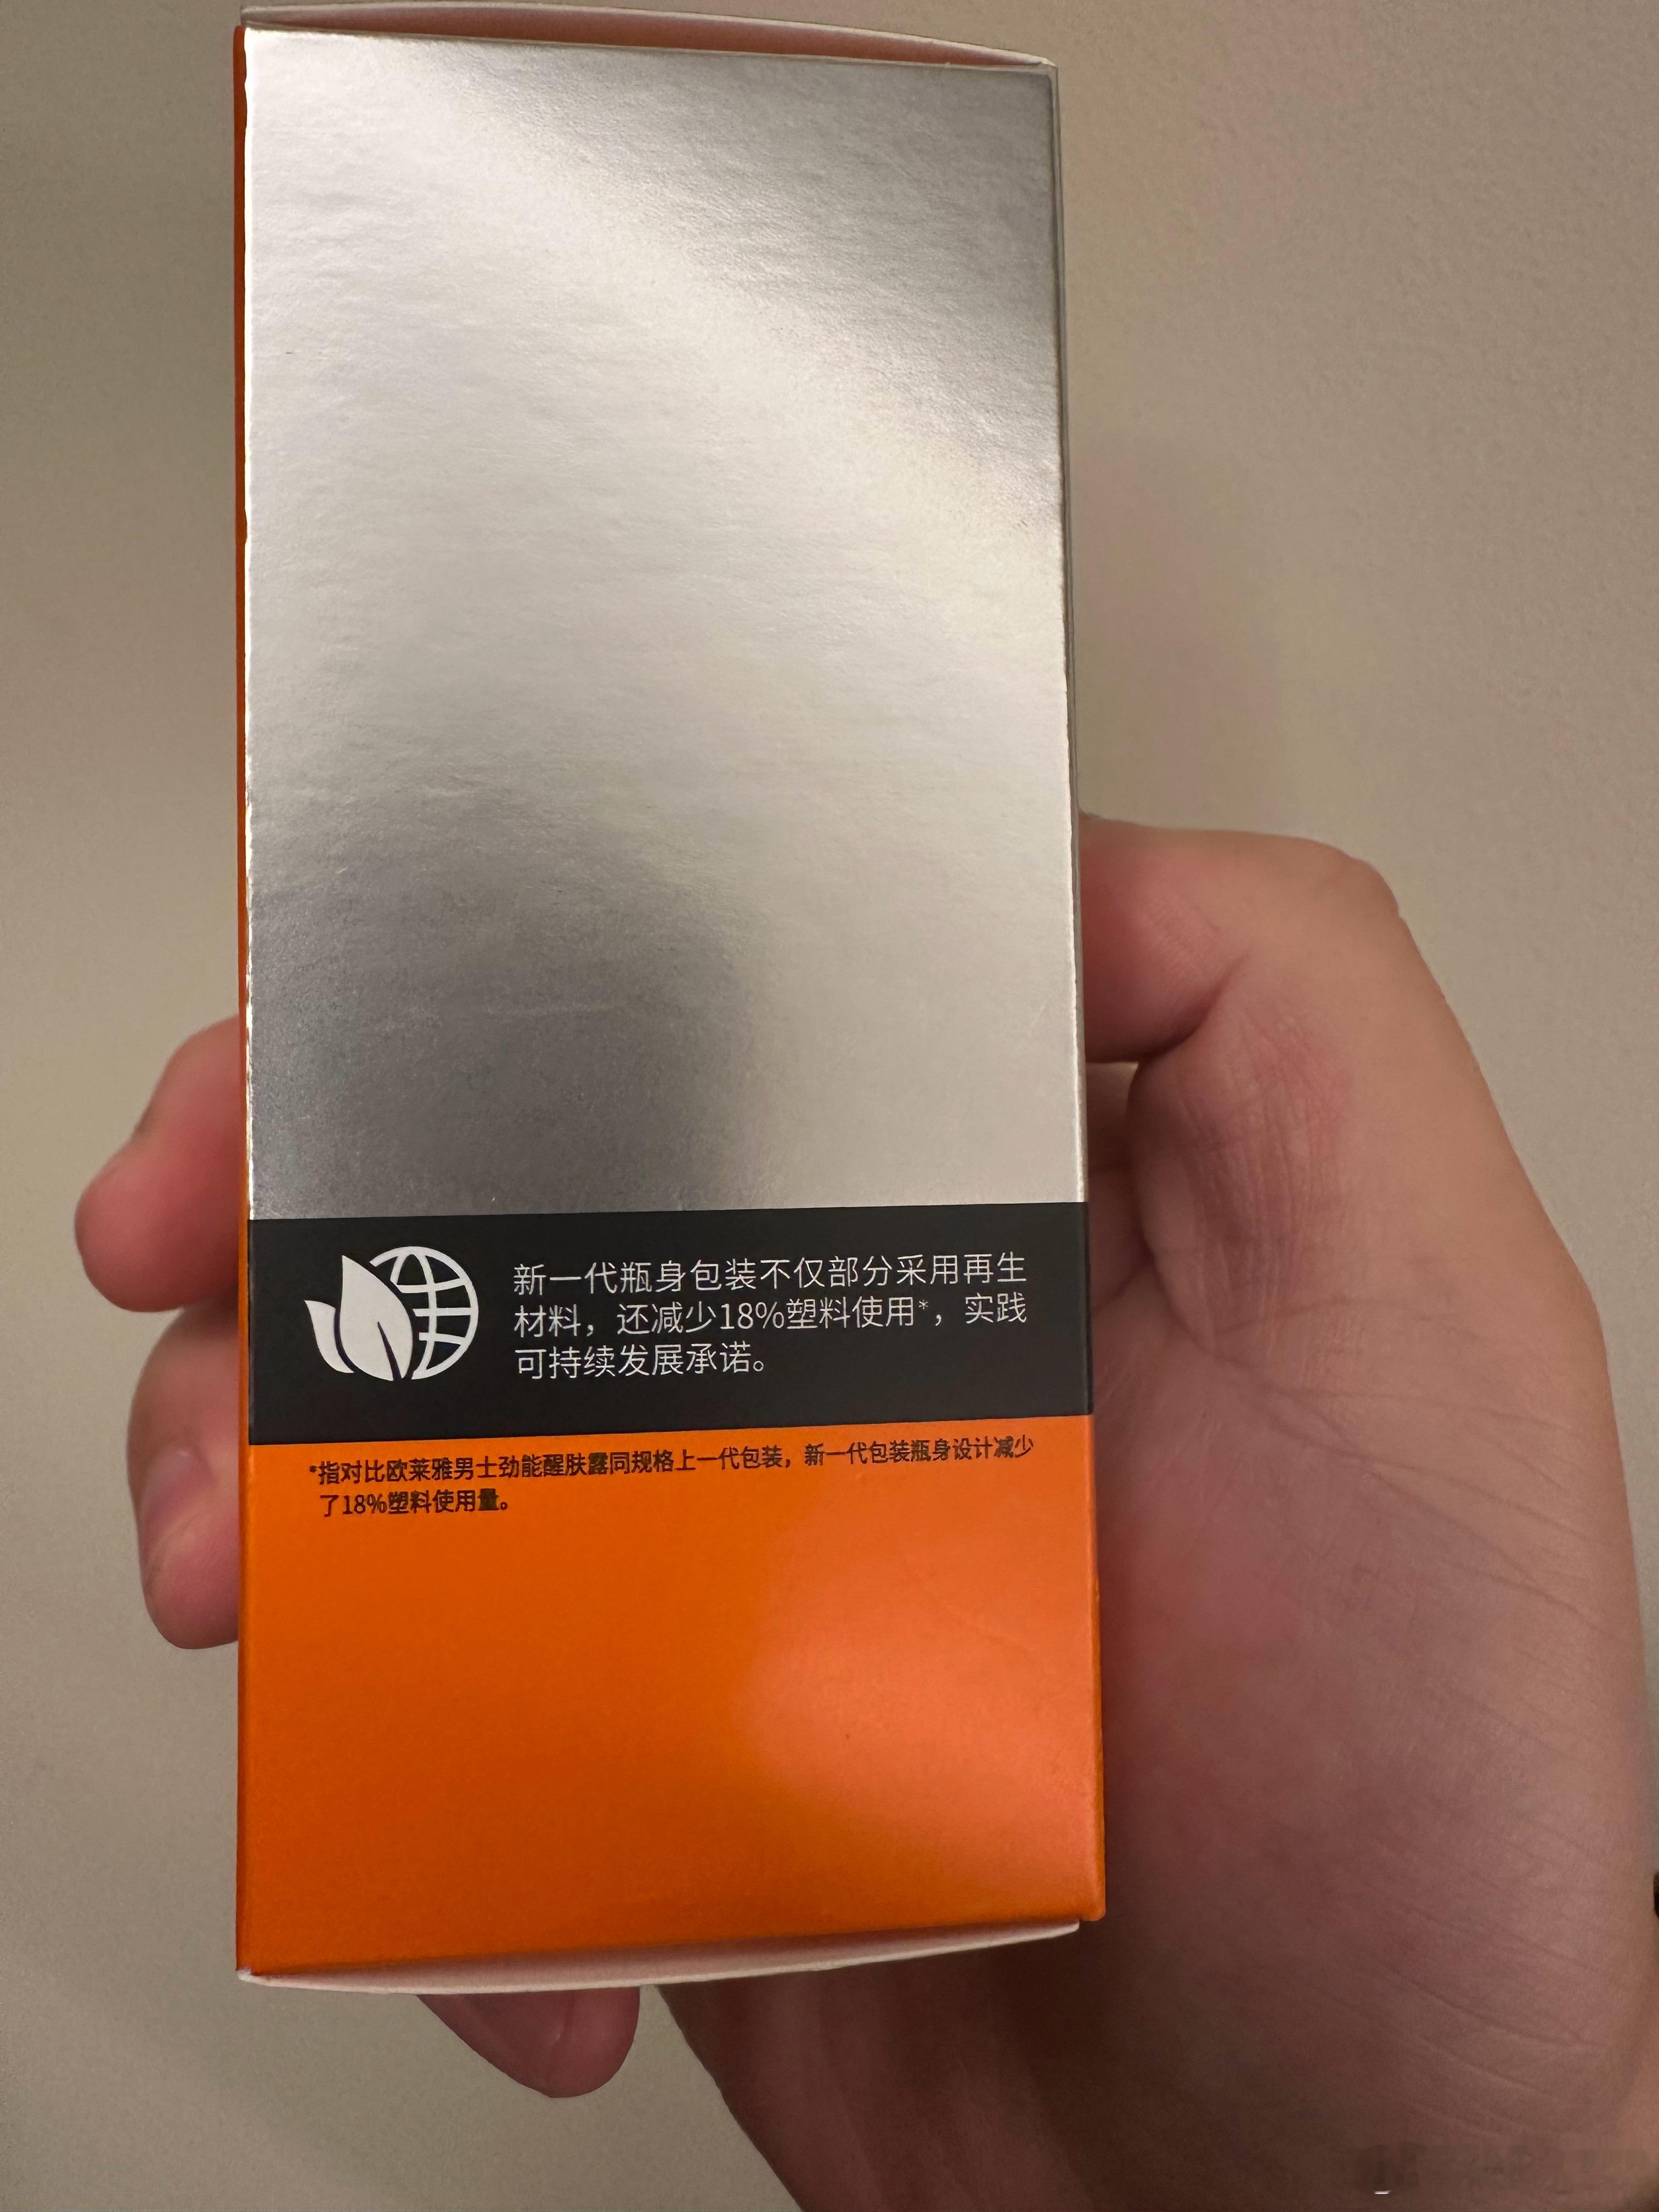 新一代瓶身包装不仅部分采用再生
材料，还减少18%塑料使用*，实践
可持续发展承诺。
*指对比欧莱雅男士劲能醒肤露同规格上一代包装，新一代包装瓶身设计减少
了18%塑料使用量。